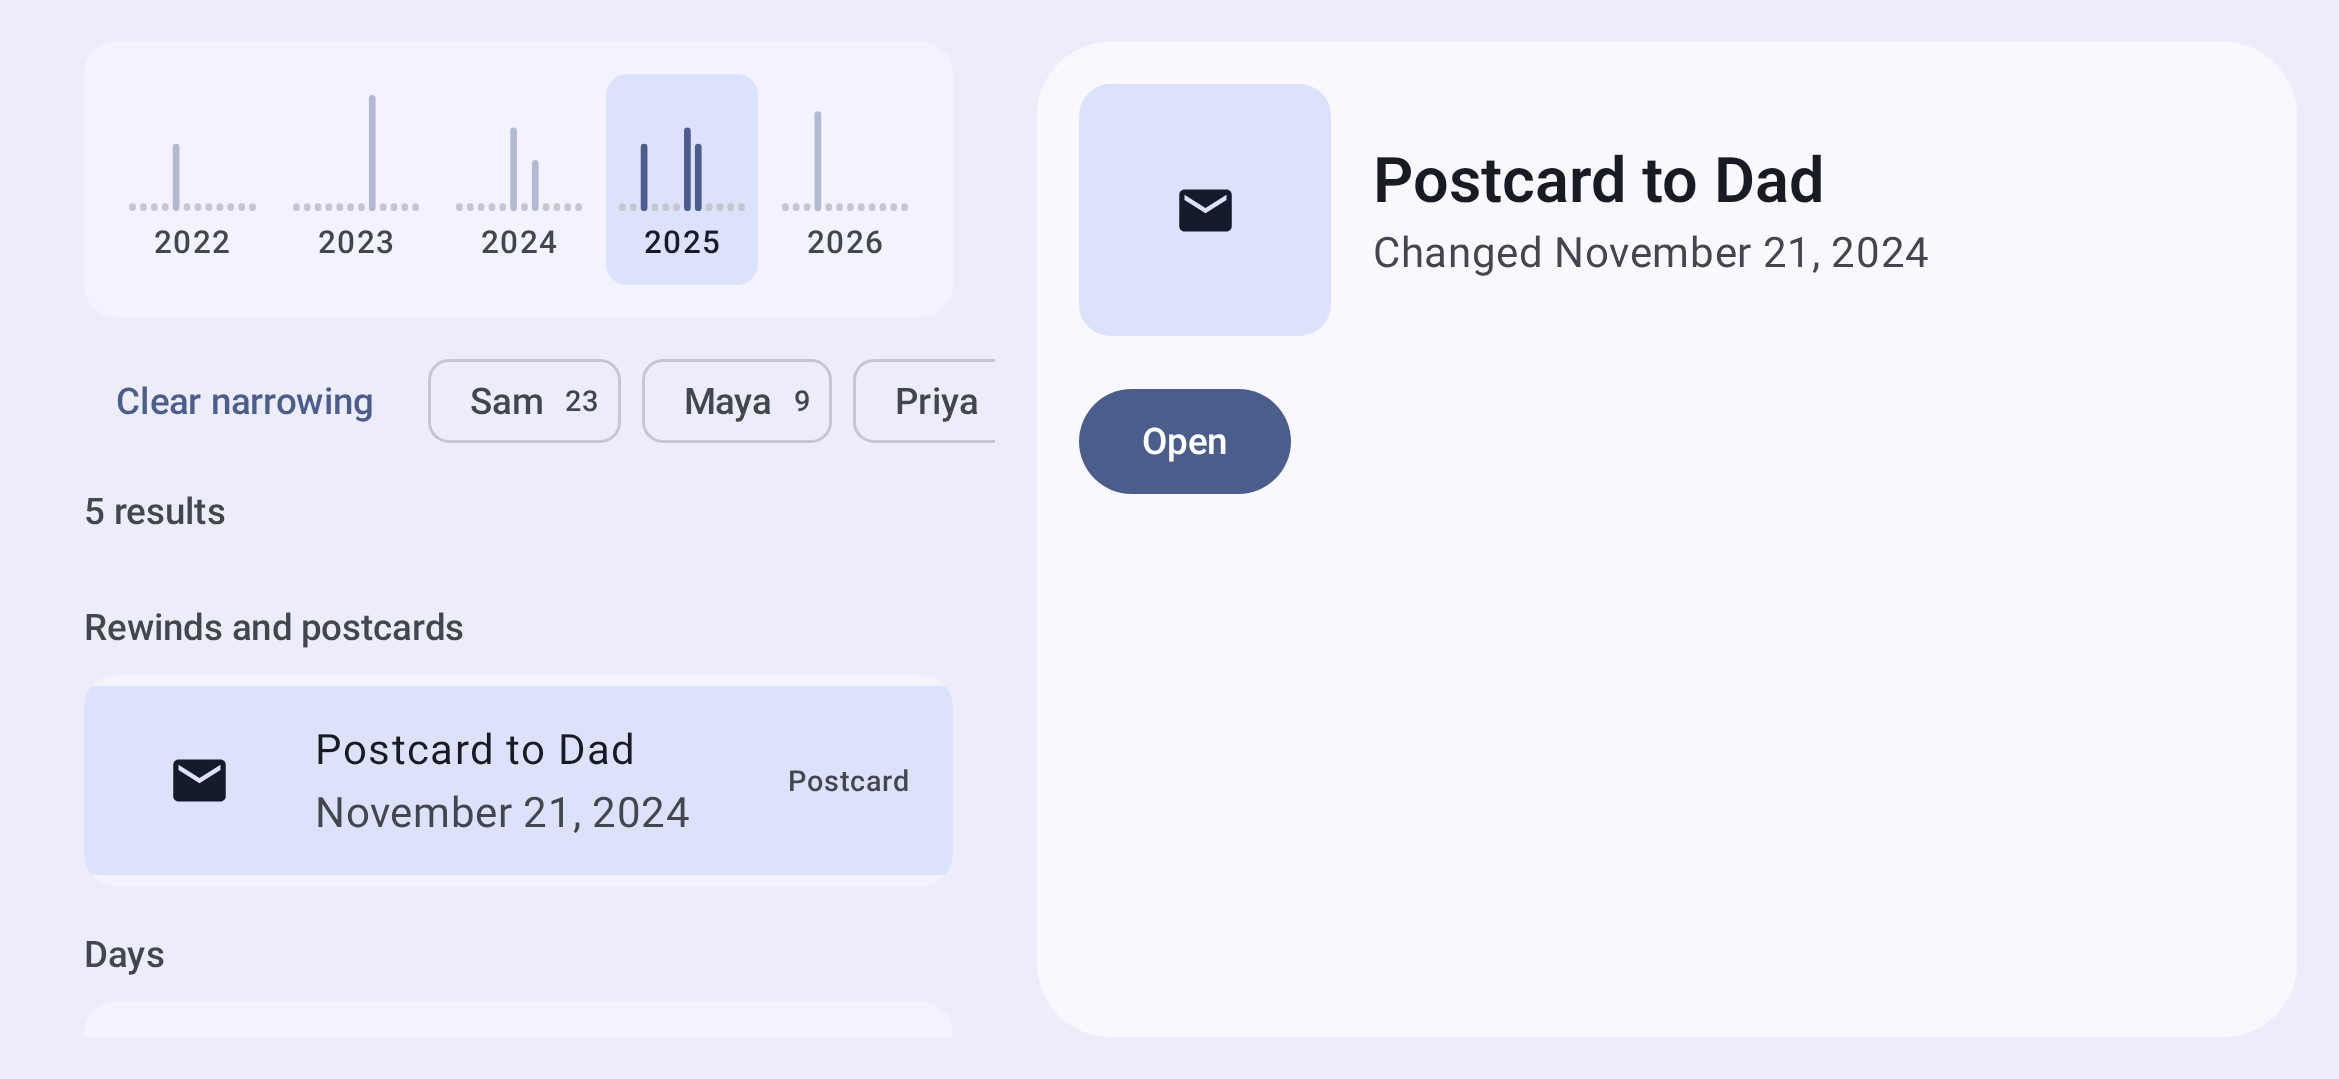 2022
2023
2024
2025
2026
Clear narrowing
Sam 23
Maya 9
Priya
5 results
Rewinds and postcards
Postcard to Dad
November 21, 2024
Postcard
Days
Postcard to Dad
Changed November 21, 2024
Open